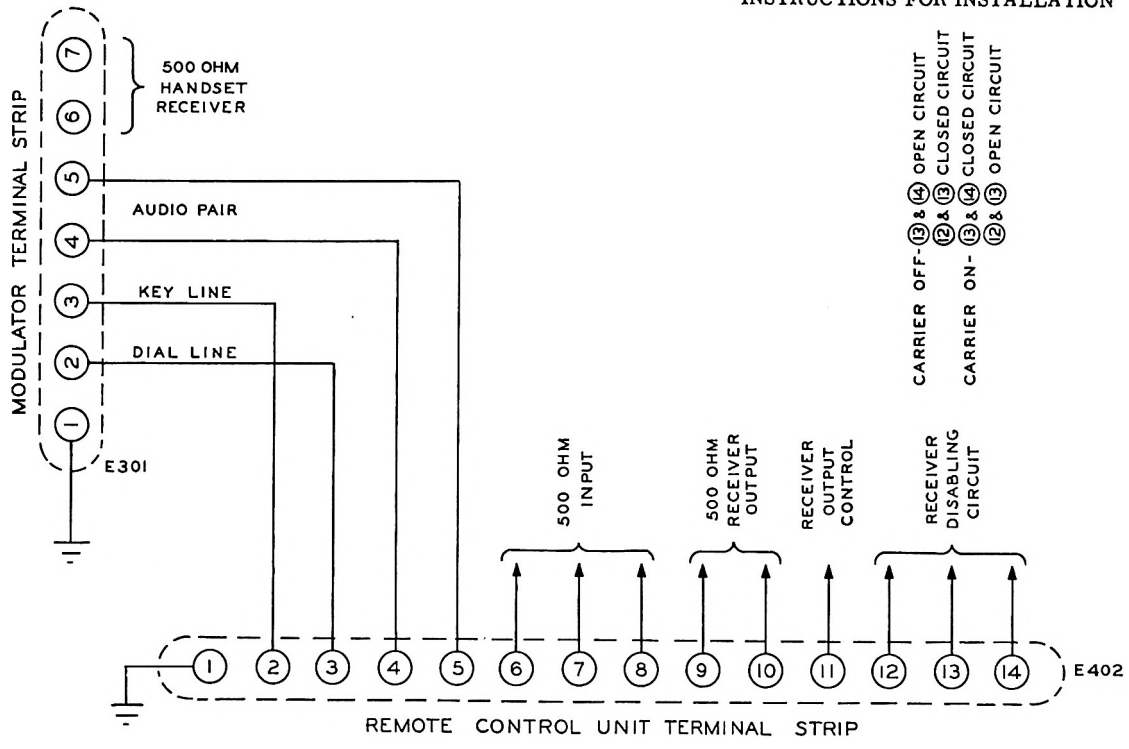 INSTRUCTIONS FOR INSTALLATION
MODULATOR TERMINAL STRIP
7
6
5
4
3
2
1
500 OHM
HANDSET
RECEIVER
AUDIO PAIR
KEY LINE
DIAL LINE
E301
CARRIER OFF-13 & 14 OPEN CIRCUIT
12 & 13 CLOSED CIRCUIT
CARRIER ON- 13 & 14 CLOSED CIRCUIT
12 & 13 OPEN CIRCUIT
500 OHM
INPUT
500 OHM
RECEIVER
OUTPUT
RECEIVER
OUTPUT
CONTROL
RECEIVER
DISABLING
CIRCUIT
1 2 3 4 5 6 7 8 9 10 11 12 13 14
E402
REMOTE CONTROL UNIT TERMINAL STRIP